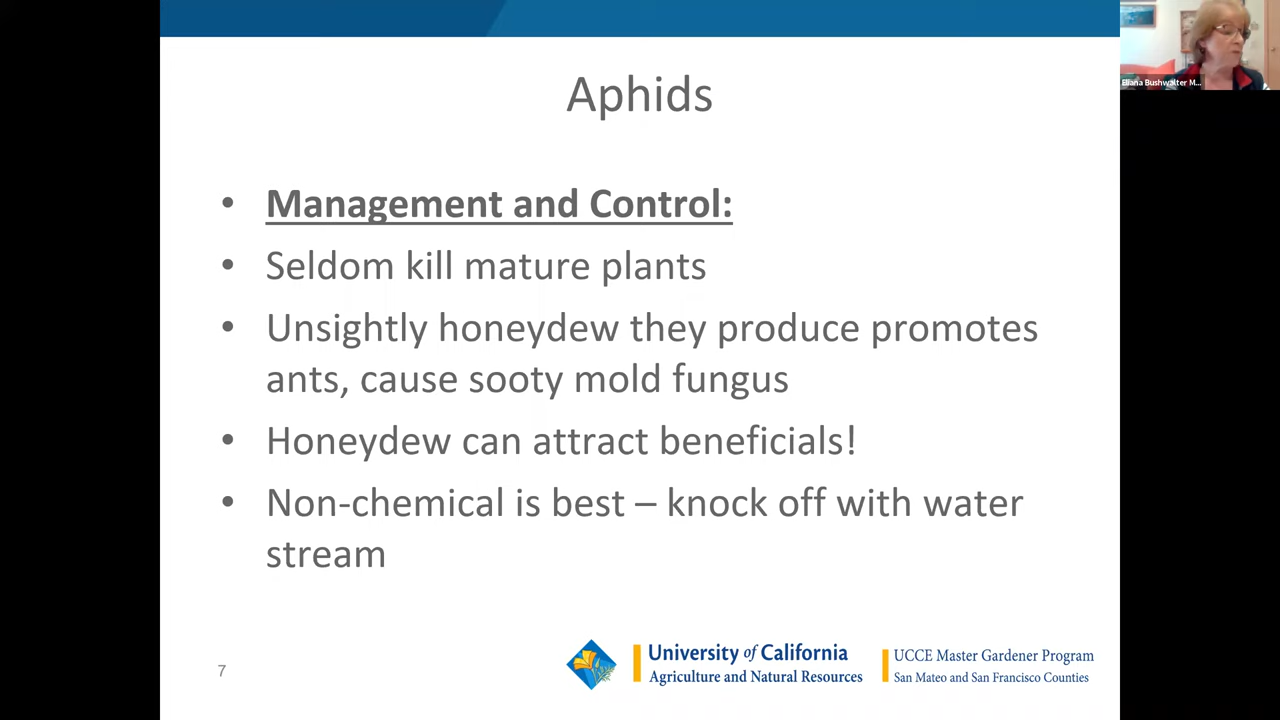 Aphids
• Management and Control:
• Seldom kill mature plants
• Unsightly honeydew they produce promotes
ants, cause sooty mold fungus
• Honeydew can attract beneficials!
• Non-chemical is best – knock off with water
stream
7
University of California
Agriculture and Natural Resources
UCCE Master Gardener Program
San Mateo and San Francisco Counties
Eliana Bushwalter M...